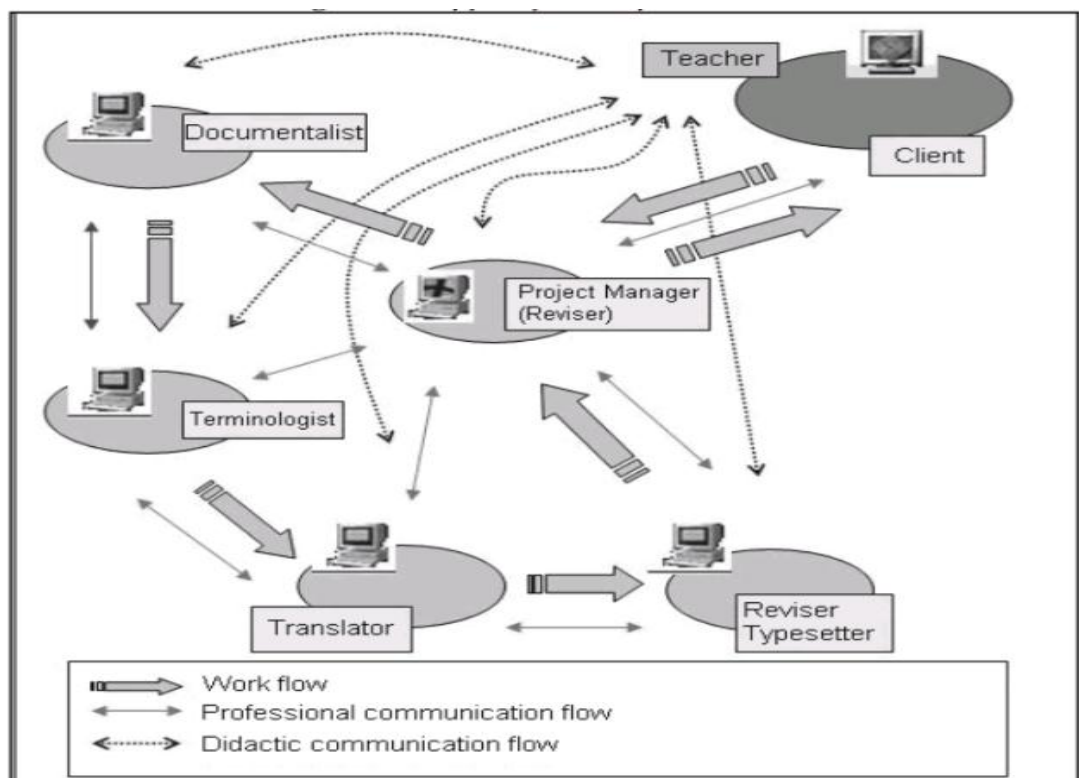 Teacher
Documentalist
Client
Project Manager
(Reviser)
Terminologist
Translator
Reviser
Typesetter
Work flow
Professional communication flow
Didactic communication flow